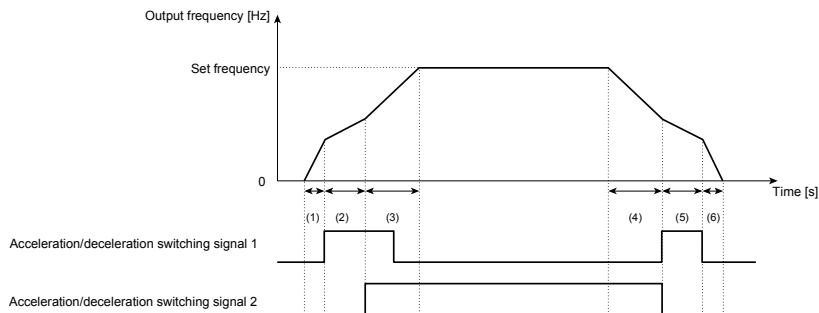 Output frequency [Hz]
Set frequency
0
Time [s]
(1) (2) (3) (4) (5) (6)
Acceleration/deceleration switching signal 1
Acceleration/deceleration switching signal 2